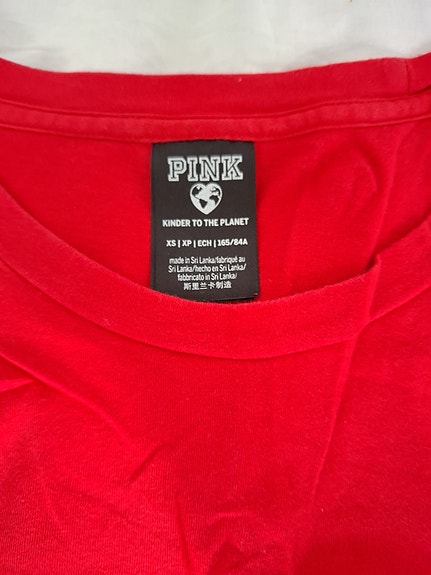 PINK
KINDER TO THE PLANET
XS | XP | ECH | 165/84A
made in Sri Lanka/fabriqué au
Sri Lanka/hecho en Sri Lanka/
fabbricato in Sri Lanka/
斯里兰卡制造